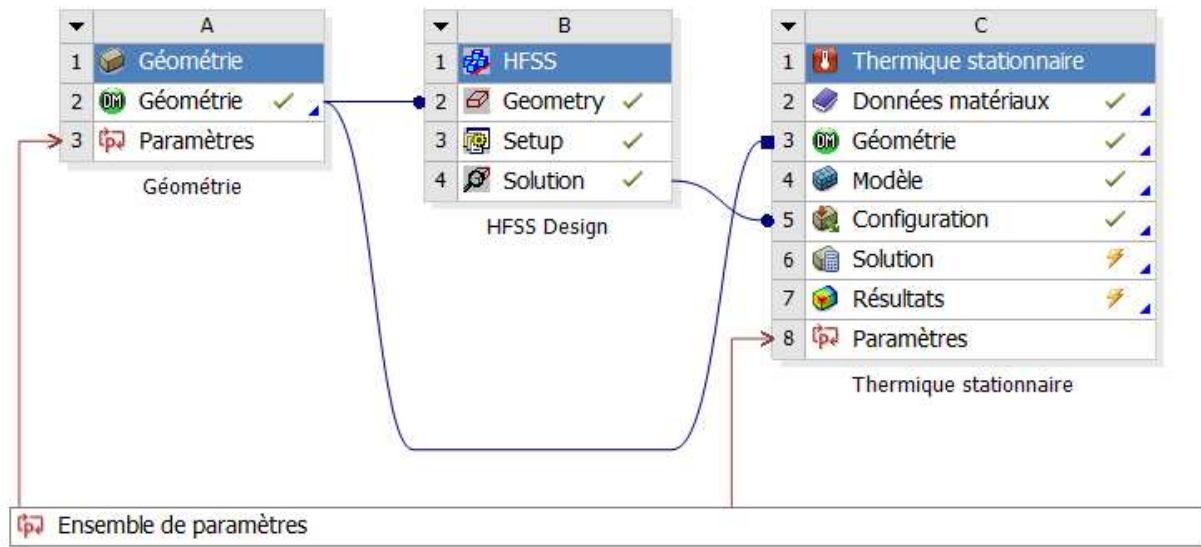 A
1 Géométrie
2 DM Géométrie
3 Paramètres
Géométrie
B
1 HFSS
2 Geometry
3 Setup
4 Solution
HFSS Design
C
1 Thermique stationnaire
2 Données matériaux
3 DM Géométrie
4 Modèle
5 Configuration
6 Solution
7 Résultats
8 Paramètres
Thermique stationnaire
Ensemble de paramètres